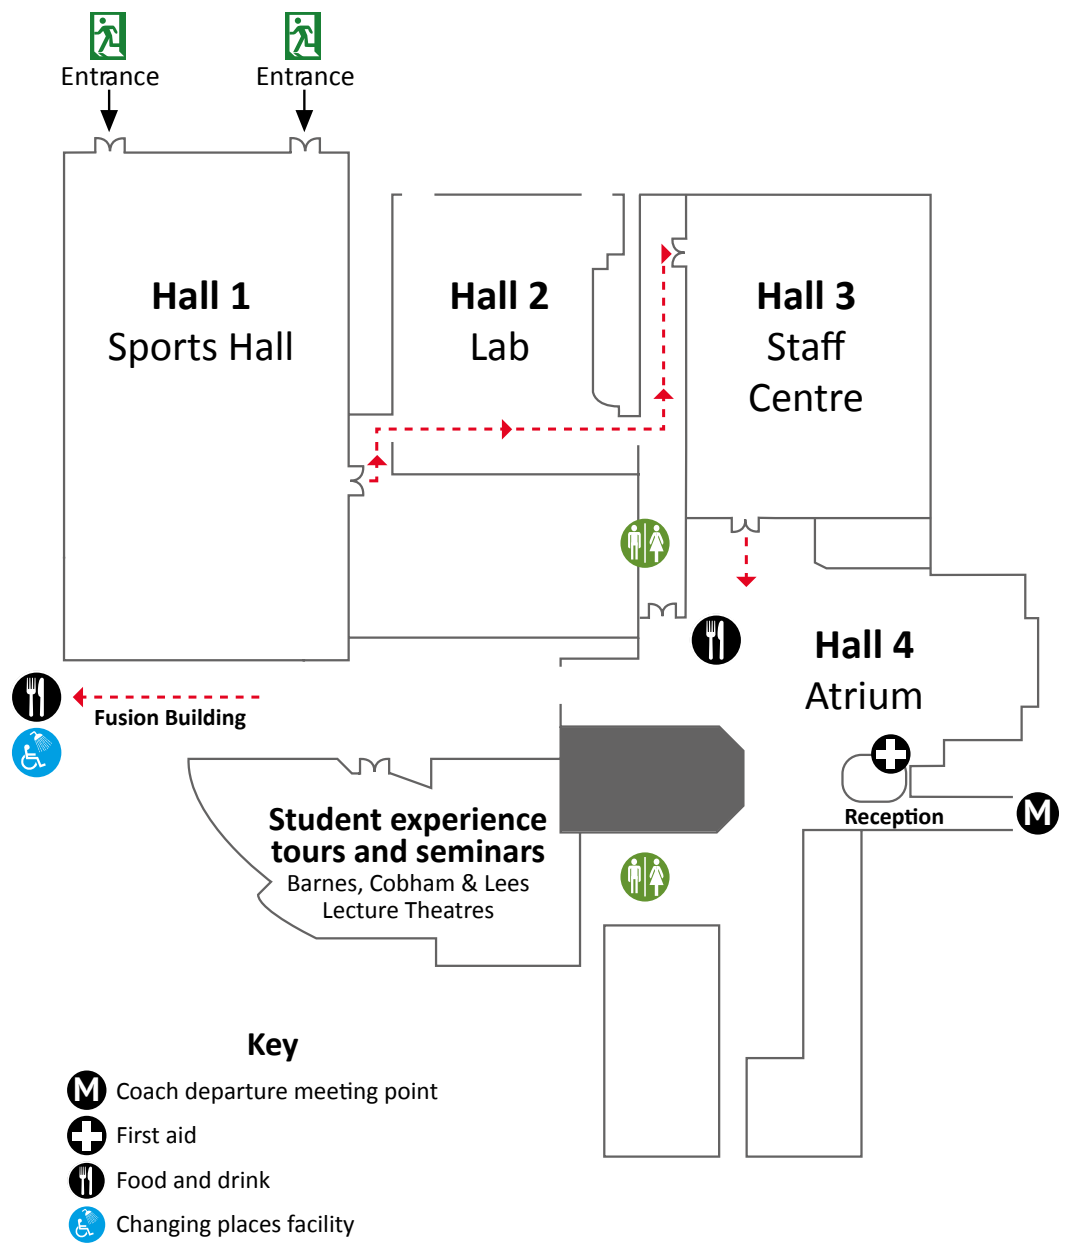 Entrance
Entrance
Hall 1
Sports Hall
Hall 2
Lab
Hall 3
Staff
Centre
Hall 4
Atrium
Fusion Building
Reception
M
Student experience
tours and seminars
Barnes, Cobham & Lees
Lecture Theatres
Key
M Coach departure meeting point
First aid
Food and drink
Changing places facility